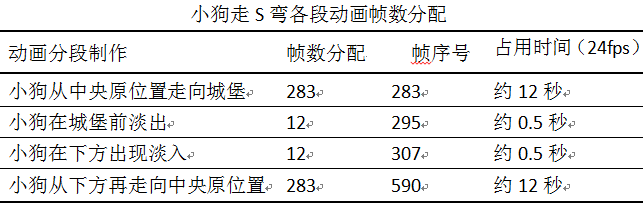 小狗走 S 弯各段动画帧数分配
动画分段制作 帧数分配 帧序号 占用时间（24fps）
小狗从中央原位置走向城堡 283 283 约 12 秒
小狗在城堡前淡出 12 295 约 0.5 秒
小狗在下方出现淡入 12 307 约 0.5 秒
小狗从下方再走向中央原位置 283 590 约 12 秒